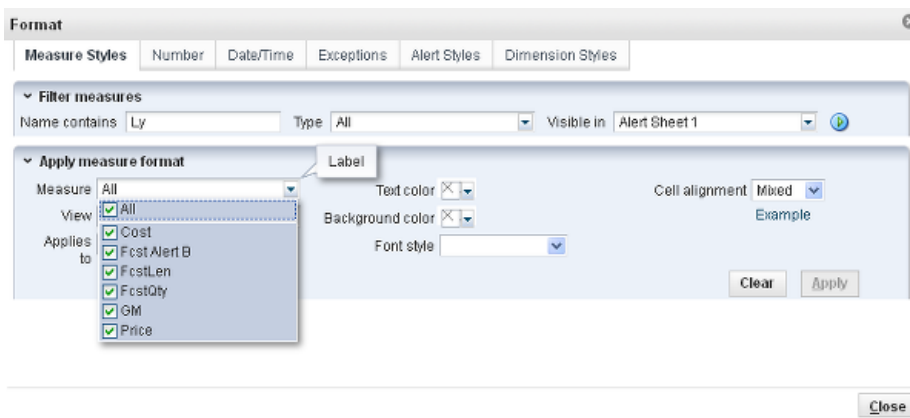 Format
Measure Styles Number Date/Time Exceptions Alert Styles Dimension Styles
Filter measures
Name contains Ly Type All Visible in Alert Sheet 1
Apply measure format
Label
Measure All Text color Cell alignment Mixed
View All Background color Example
Applies to Cost Font style
Fcst Alert B
FcstLen
FcstQty
GM
Price
Clear Apply
Close